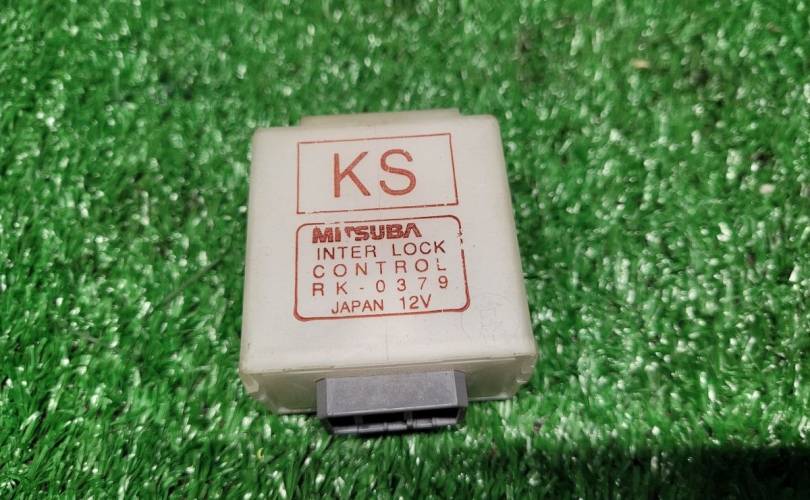 KS
MITSUBA
INTER LOCK
CONTROL
RK-0379
JAPAN 12V